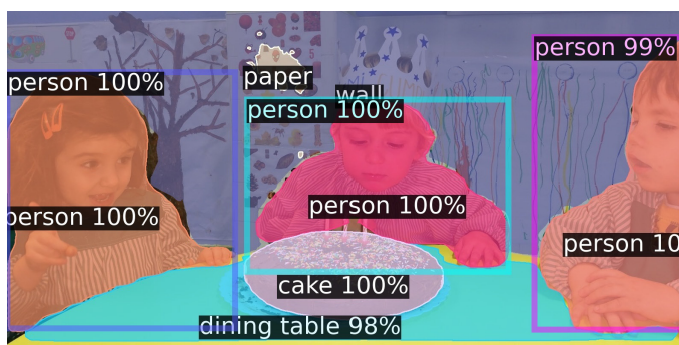 person 99%
paper
person 100%
wall
person 100%
person 100%
person 100%
person 10
cake 100%
dining table 98%